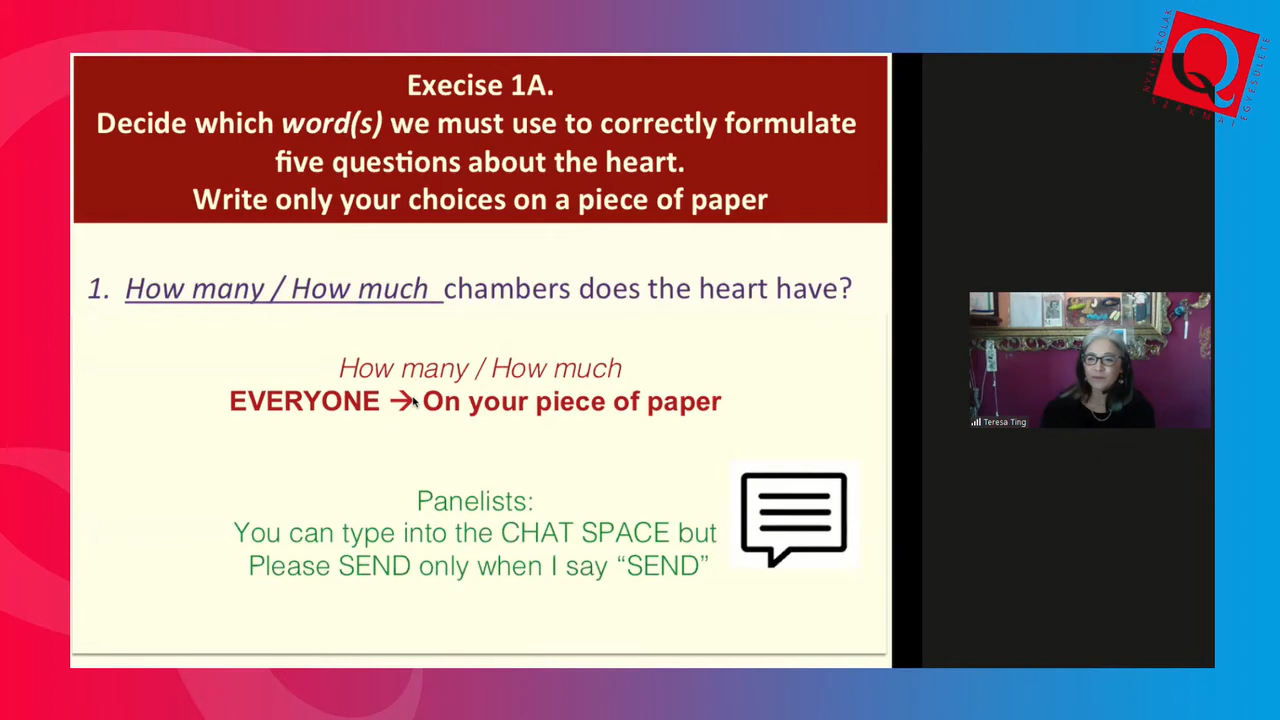 Execise 1A.
Decide which word(s) we must use to correctly formulate
five questions about the heart.
Write only your choices on a piece of paper
1. How many / How much chambers does the heart have?
How many / How much
EVERYONE → On your piece of paper
Panelists:
You can type into the CHAT SPACE but
Please SEND only when I say “SEND”
Teresa Ting
NYELVISKOLÁK
SZAKMAI
EGYESÜLETE
Q